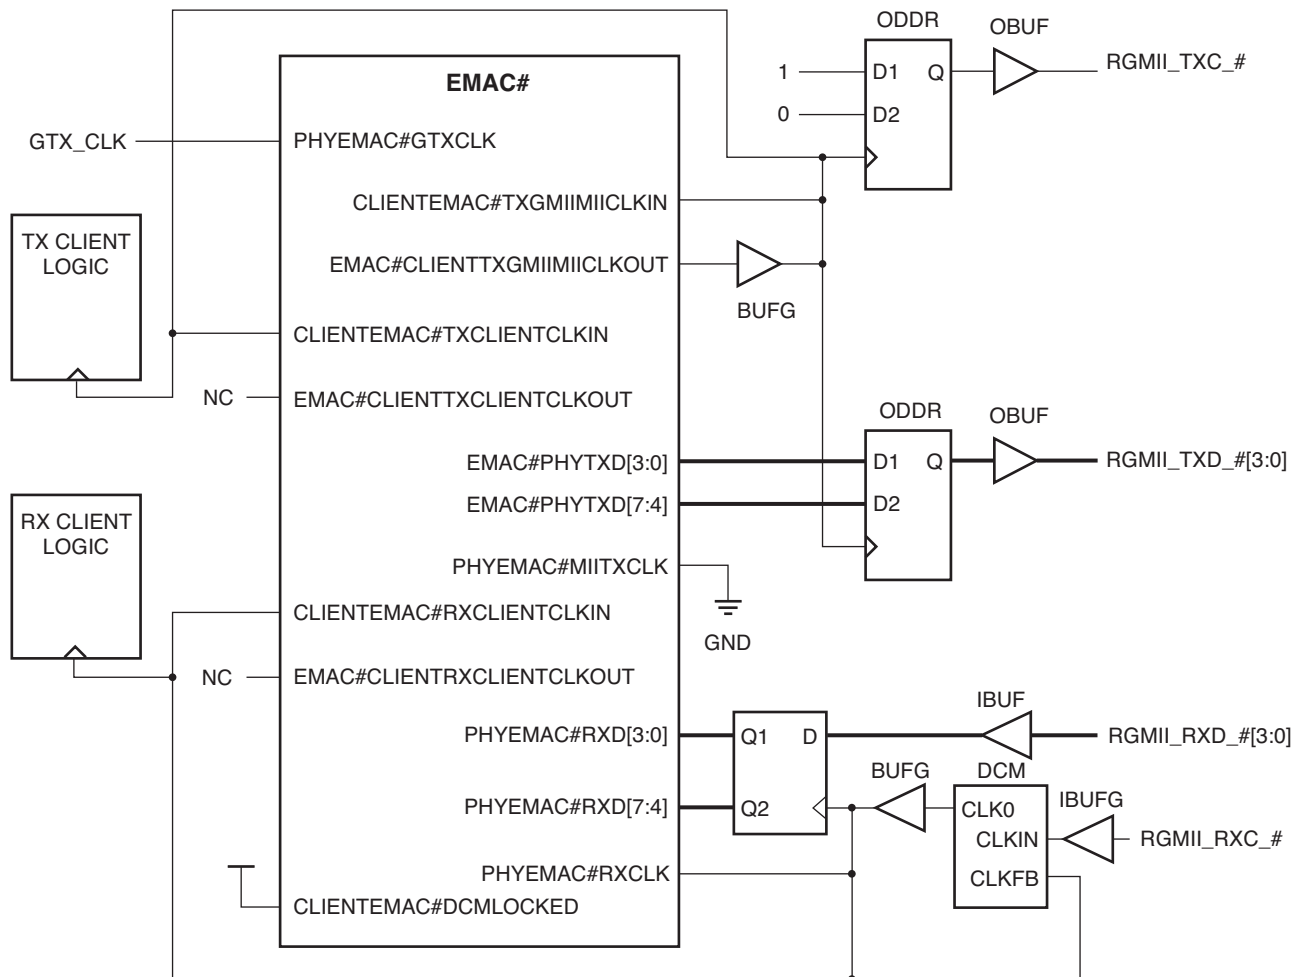 ODDR
OBUF
RGMII_TXC_#
1
D1
Q
0
D2
EMAC#
GTX_CLK
PHYEMAC#GTXCLK
CLIENTEMAC#TXGMIIMIICLKIN
TX CLIENT
LOGIC
EMAC#CLIENTTXGMIIMIICLKOUT
BUFG
CLIENTEMAC#TXCLIENTCLKIN
NC
EMAC#CLIENTTXCLIENTCLKOUT
ODDR
OBUF
EMAC#PHYTXD[3:0]
D1
Q
RGMII_TXD_#[3:0]
EMAC#PHYTXD[7:4]
D2
RX CLIENT
LOGIC
PHYEMAC#MIITXCLK
GND
CLIENTEMAC#RXCLIENTCLKIN
NC
EMAC#CLIENTRXCLIENTCLKOUT
IBUF
PHYEMAC#RXD[3:0]
Q1
D
RGMII_RXD_#[3:0]
BUFG
DCM
IBUFG
PHYEMAC#RXD[7:4]
Q2
CLK0
CLKIN
RGMII_RXC_#
PHYEMAC#RXCLK
CLKFB
CLIENTEMAC#DCMLOCKED